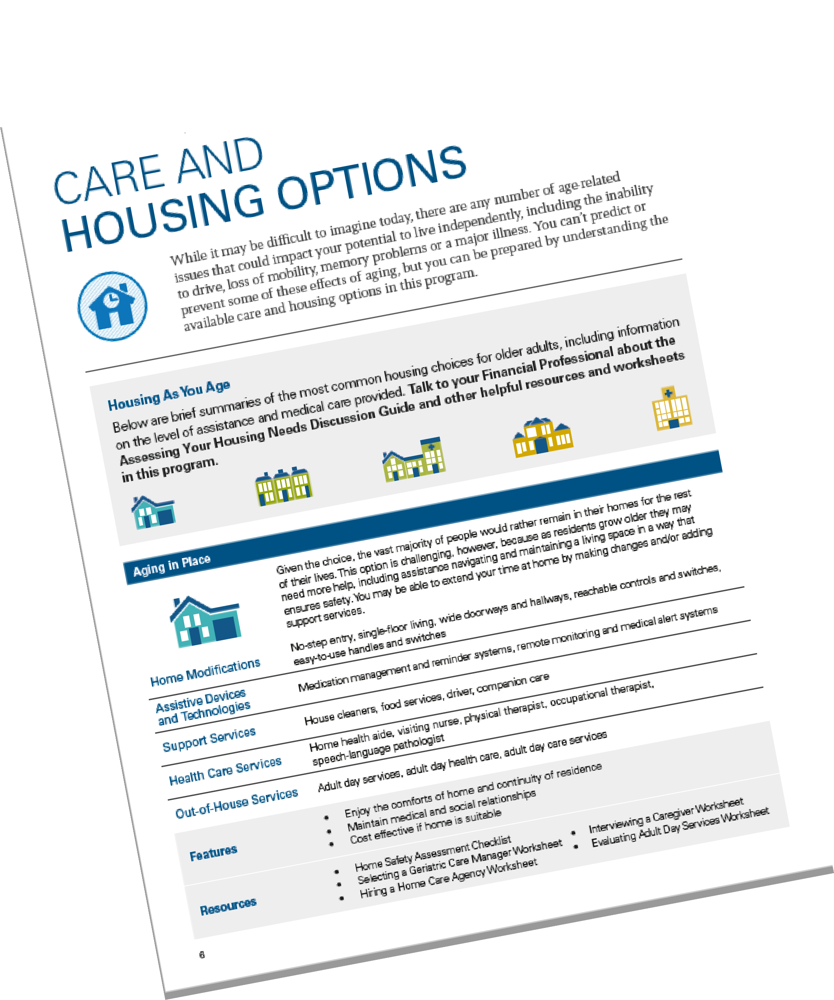 CARE AND
HOUSING OPTIONS
While it may be difficult to imagine today, there are any number of age-related
issues that could impact your potential to live independently, including the inability
to drive, loss of mobility, memory problems or a major illness. You can't predict or
prevent some of these effects of aging, but you can be prepared by understanding the
available care and housing options in this program.
Housing As You Age
Below are brief summaries of the most common housing choices for older adults, including information
on the level of assistance and medical care provided. Talk to your Financial Professional about the
Assessing Your Housing Needs Discussion Guide and other helpful resources and worksheets
in this program.
Aging in Place
Given the choice, the vast majority of people would rather remain in their homes for the rest
of their lives. This option is challenging, however, because as residents grow older they may
need more help, including assistance navigating and maintaining a living space in a way that
ensures safety. You may be able to extend your time at home by making changes and/or adding
support services.
Home Modifications
No-step entry, single-floor living, wide doorways and hallways, reachable controls and switches,
easy-to-use handles and switches
Assistive Devices
and Technologies
Medication management and reminder systems, remote monitoring and medical alert systems
Support Services
House cleaners, food services, driver, companion care
Health Care Services
Home health aide, visiting nurse, physical therapist, occupational therapist,
speech-language pathologist
Out-of-House Services
Adult day services, adult day health care, adult day care services
Features
• Enjoy the comforts of home and continuity of residence
• Maintain medical and social relationships
• Cost effective if home is suitable
Resources
• Home Safety Assessment Checklist
• Selecting a Geriatric Care Manager Worksheet
• Hiring a Home Care Agency Worksheet
• Interviewing a Caregiver Worksheet
• Evaluating Adult Day Services Worksheet
6